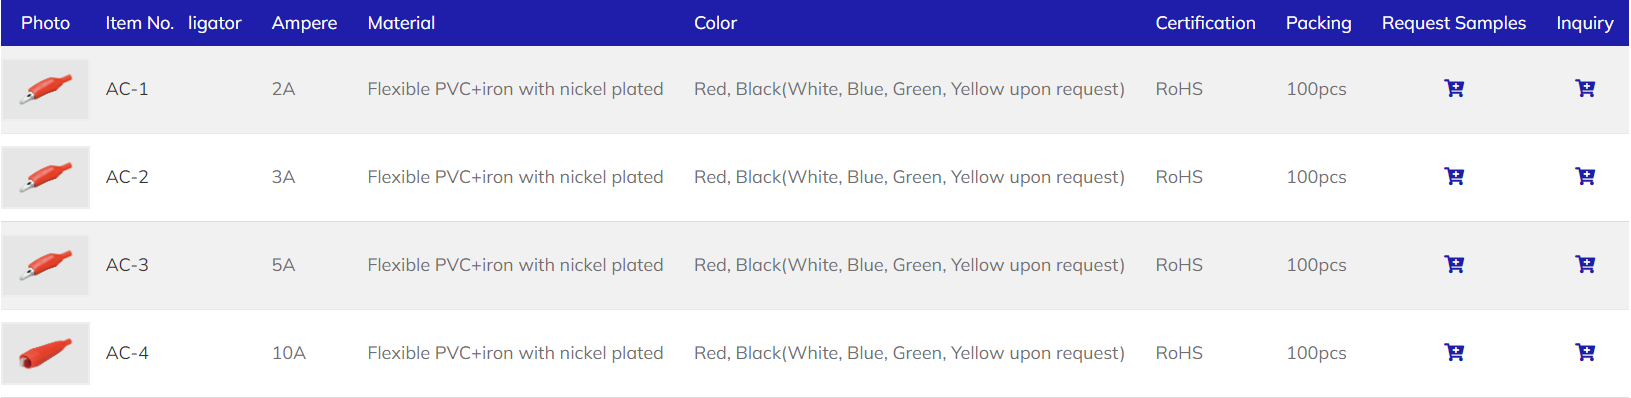 Photo Item No. ligator Ampere Material Color Certification Packing Request Samples Inquiry
AC-1 2A Flexible PVC+iron with nickel plated Red, Black(White, Blue, Green, Yellow upon request) RoHS 100pcs
AC-2 3A Flexible PVC+iron with nickel plated Red, Black(White, Blue, Green, Yellow upon request) RoHS 100pcs
AC-3 5A Flexible PVC+iron with nickel plated Red, Black(White, Blue, Green, Yellow upon request) RoHS 100pcs
AC-4 10A Flexible PVC+iron with nickel plated Red, Black(White, Blue, Green, Yellow upon request) RoHS 100pcs